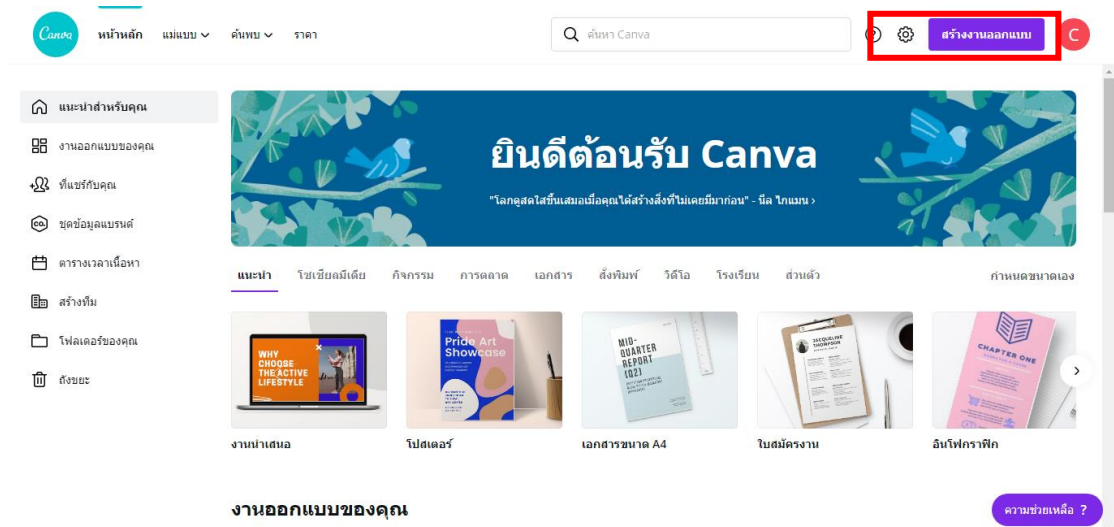 Canva
หน้าหลัก
แม่แบบ
ค้นพบ
ราคา
ค้นหา Canva
สร้างงานออกแบบ
C
แนะนำสำหรับคุณ
งานออกแบบของคุณ
ที่แชร์กับคุณ
co.
ชุดข้อมูลแบรนด์
ตารางเวลาเนื้อหา
สร้างทีม
โฟลเดอร์ของคุณ
ถังขยะ
ยินดีต้อนรับ Canva
"โลกดูสดใสขึ้นเสมอเมื่อคุณได้สร้างสิ่งที่ไม่เคยมีมาก่อน" - นีล ไกแมน ›
แนะนำ
โซเชียลมีเดีย
กิจกรรม
การตลาด
เอกสาร
สั่งพิมพ์
วิดีโอ
โรงเรียน
ส่วนตัว
กำหนดขนาดเอง
WHY
CHOOSE
THE ACTIVE
LIFESTYLE
Pride Art
Showcase
MID-
QUARTER
REPORT
(Q2)
JACQUELINE
THOMPSON
CHAPTER ONE
งานนำเสนอ
โปสเตอร์
เอกสารขนาด A4
ใบสมัครงาน
อินโฟกราฟิก
งานออกแบบของคุณ
ความช่วยเหลือ ?